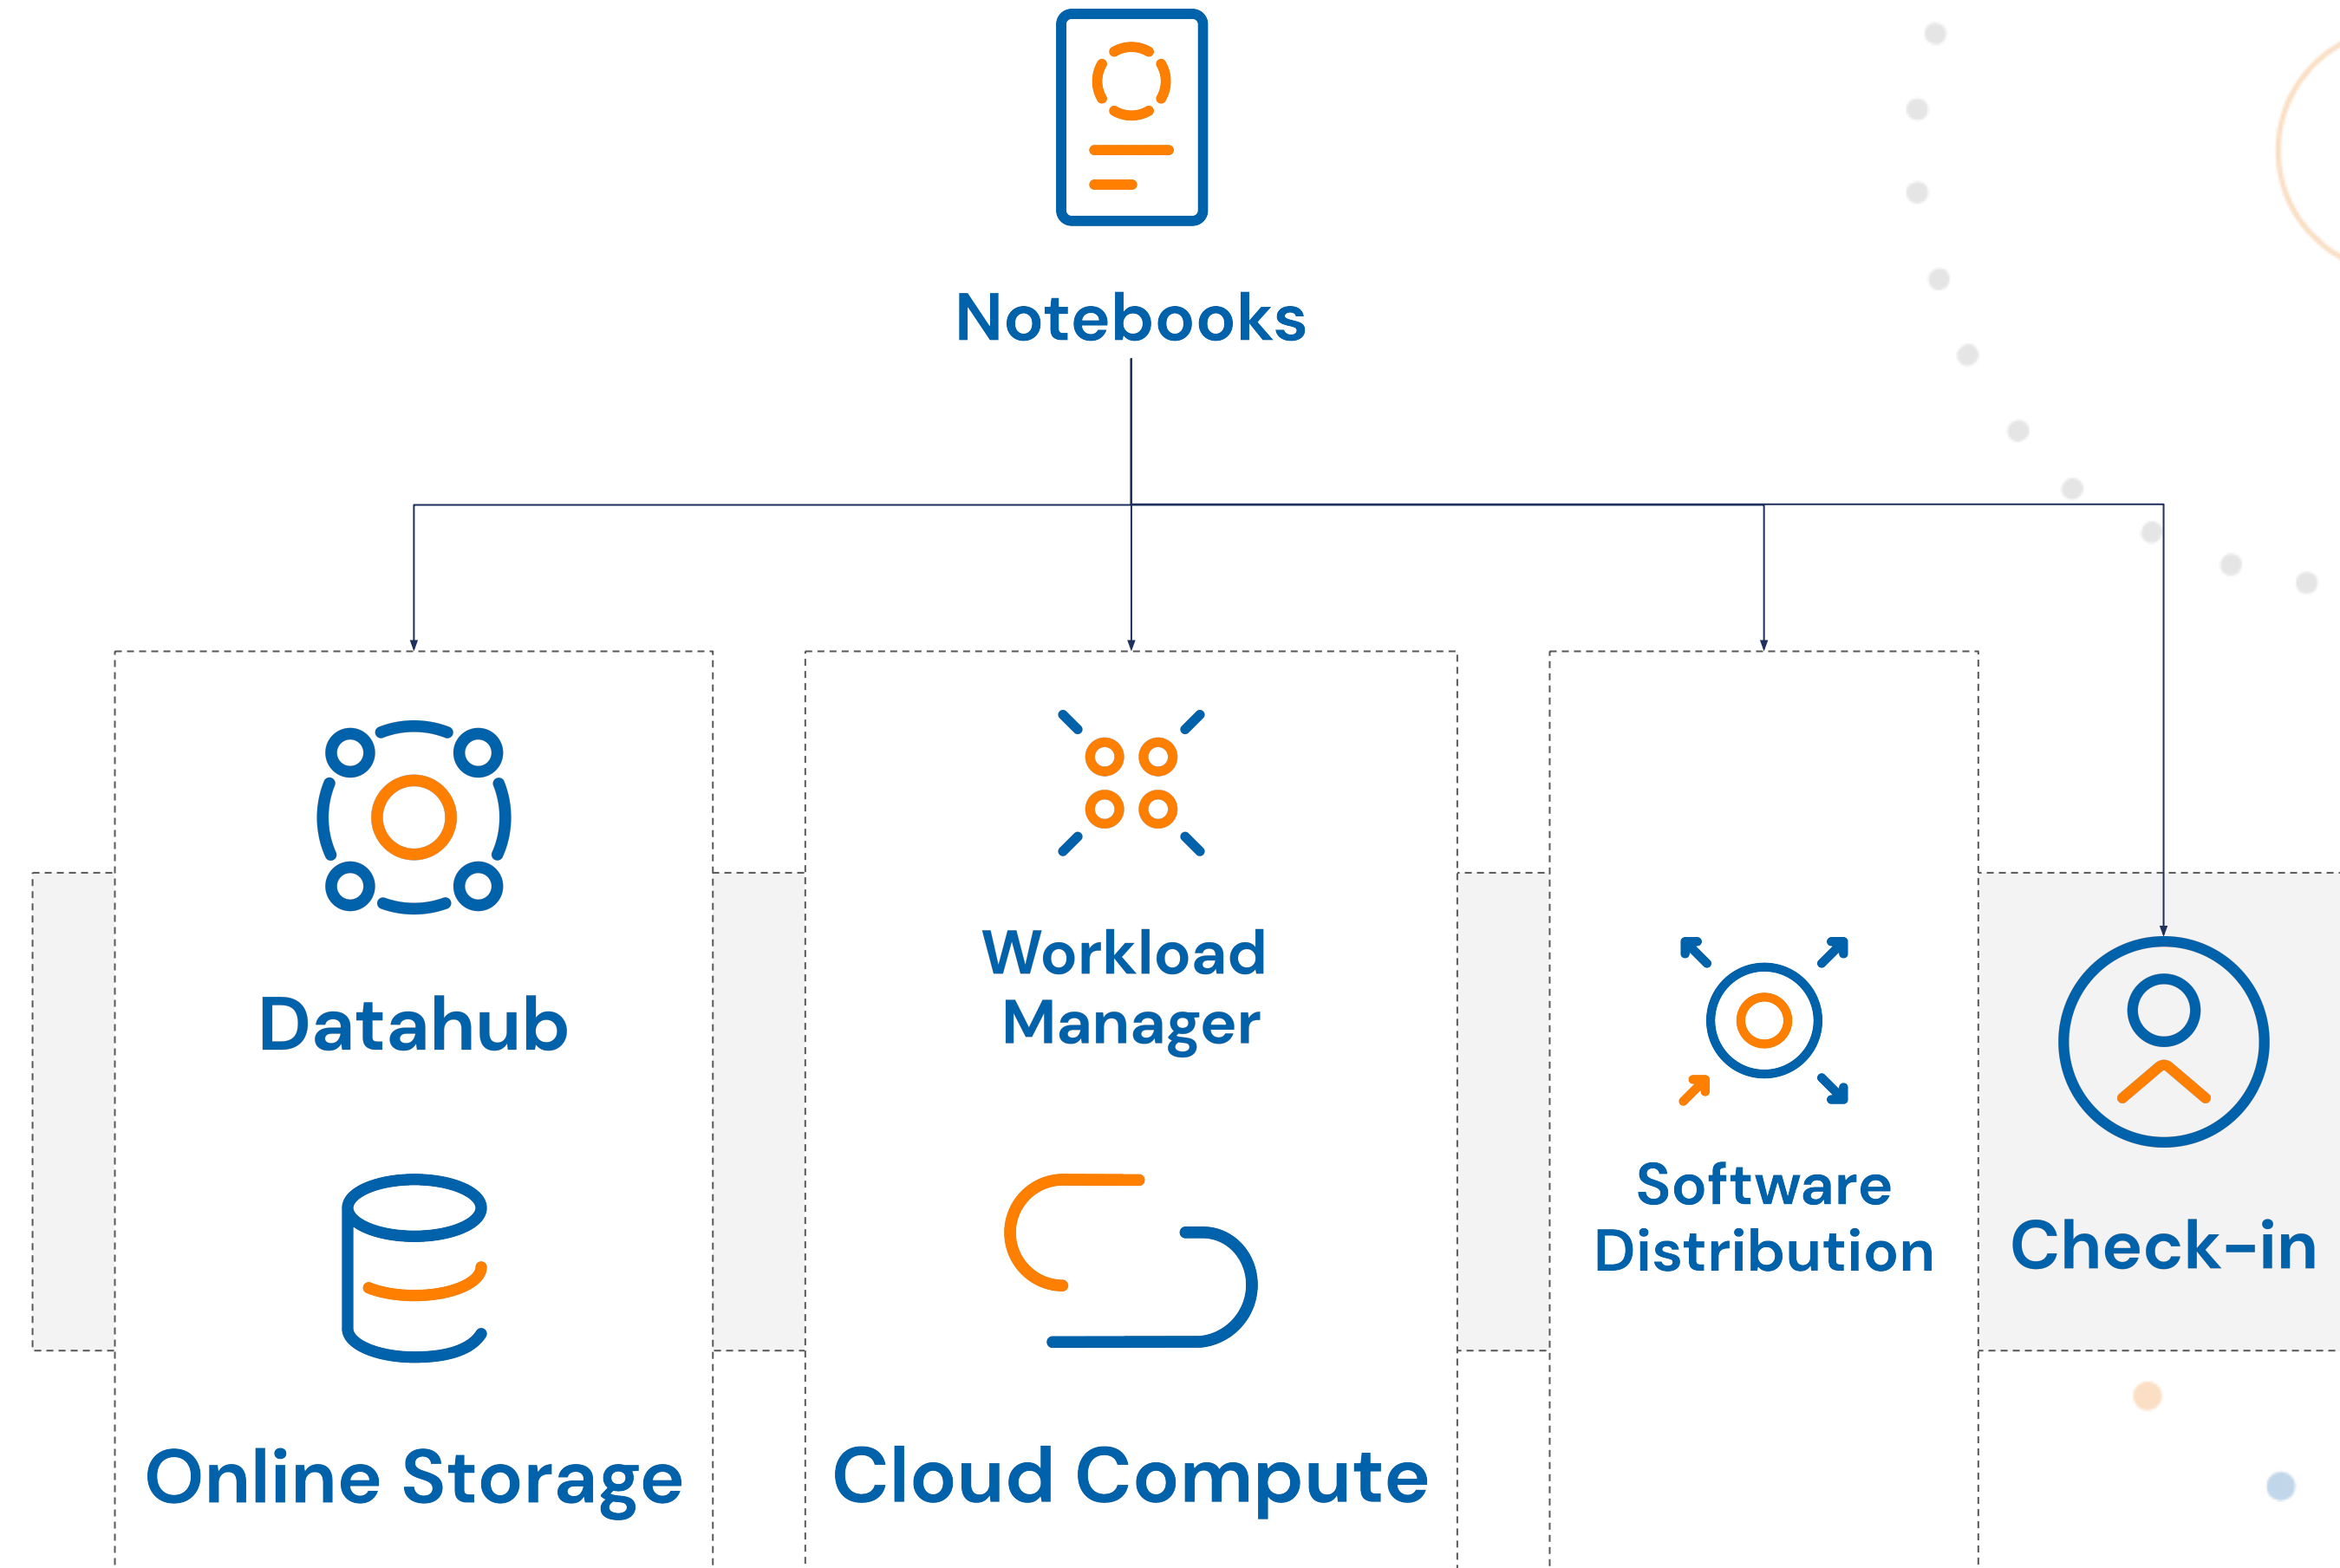 Notebooks
Datahub
Online Storage
Workload
Manager
Cloud Compute
Software
Distribution
Check-in